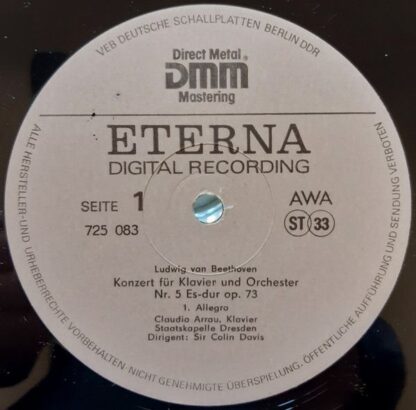 VEB DEUTSCHE SCHALLPLATTEN BERLIN DDR
Direct Metal
DMM®
Mastering
ETERNA
DIGITAL RECORDING
SEITE 1
AWA
725 083
ST 33
Ludwig van Beethoven
Konzert für Klavier und Orchester
Nr. 5 Es-dur op. 73
1. Allegro
Claudio Arrau, Klavier
Staatskapelle Dresden
Dirigent: Sir Colin Davis
ALLE HERSTELLER- UND URHEBERRECHTE VORBEHALTEN NICHT GENEHMIGTE ÜBERSPIELUNG, ÖFFENTLICHE AUFFÜHRUNG UND SENDUNG VERBOTEN